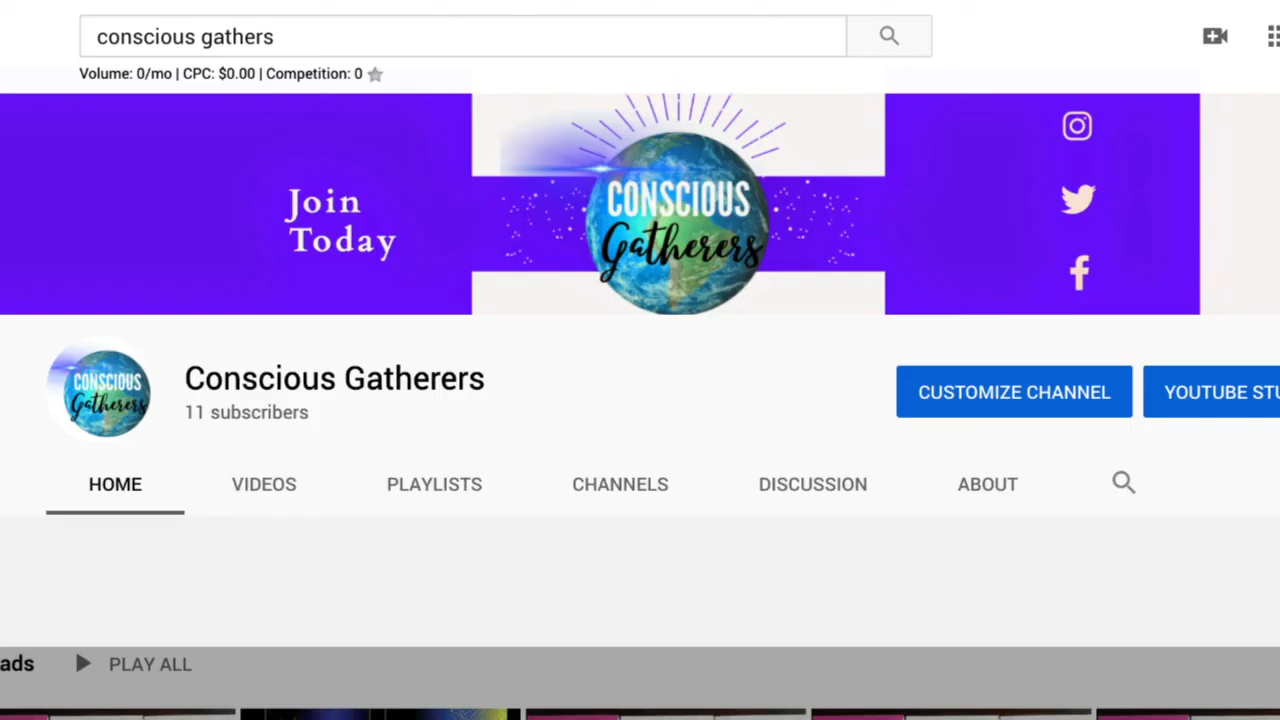 conscious gathers
Volume: 0/mo | CPC: $0.00 | Competition: 0
Join
Today
CONSCIOUS
Gatherers
CONSCIOUS
Gatherers
Conscious Gatherers
11 subscribers
CUSTOMIZE CHANNEL
YOUTUBE STU
HOME
VIDEOS
PLAYLISTS
CHANNELS
DISCUSSION
ABOUT
ads
PLAY ALL